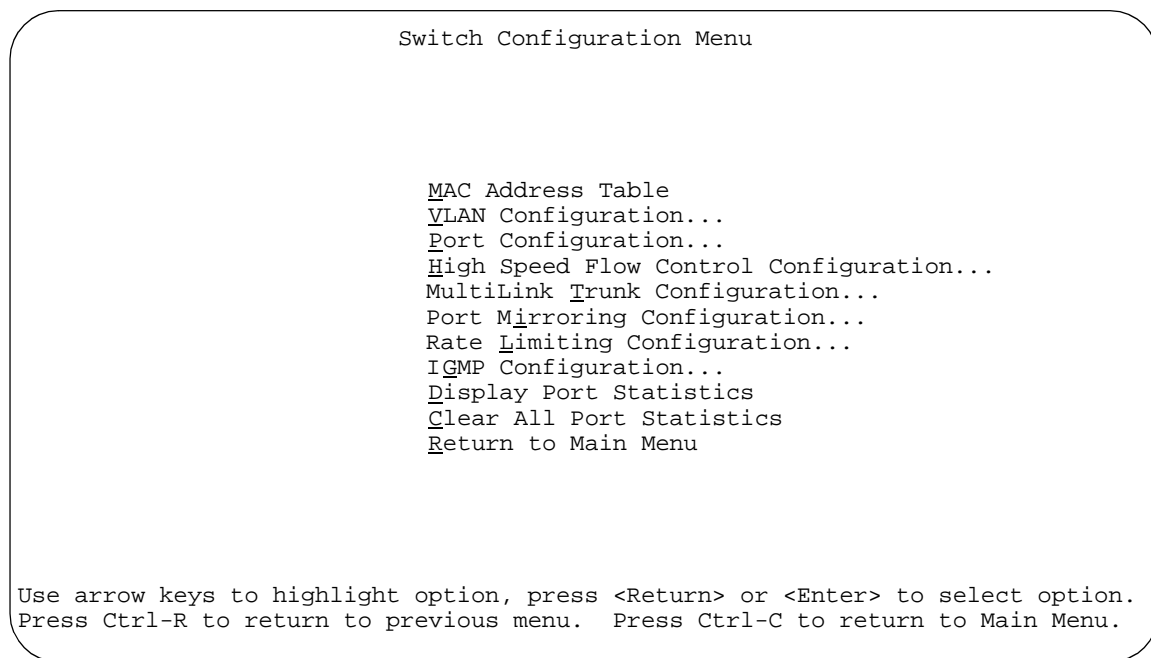 Switch Configuration Menu
MAC Address Table
VLAN Configuration...
Port Configuration...
High Speed Flow Control Configuration...
MultiLink Trunk Configuration...
Port Mirroring Configuration...
Rate Limiting Configuration...
IGMP Configuration...
Display Port Statistics
Clear All Port Statistics
Return to Main Menu
Use arrow keys to highlight option, press <Return> or <Enter> to select option.
Press Ctrl-R to return to previous menu.  Press Ctrl-C to return to Main Menu.